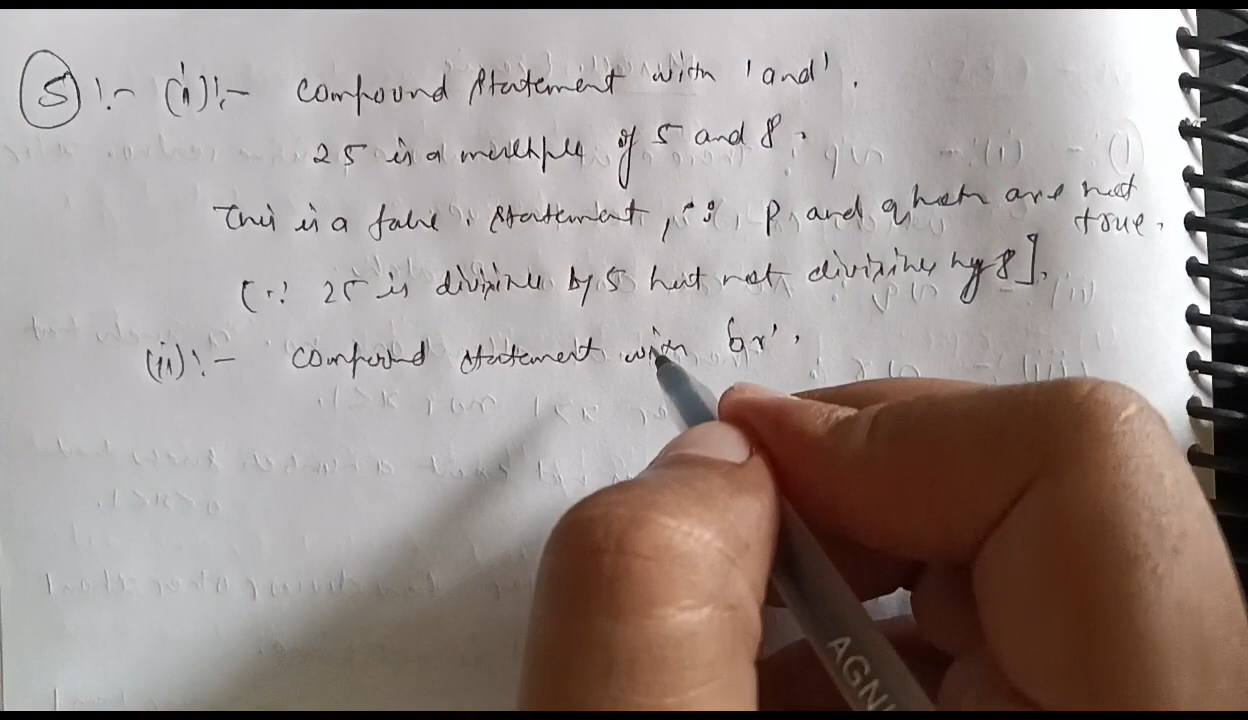 5 :- (i) :- Compound statement with 'and'.
25 is a multiple of 5 and 8.
This is a false statement, ∵ p and q both are not true.
[∵ 25 is divisible by 5 but not divisible by 8].
(ii) :- Compound statement with 'or'.
AGNI